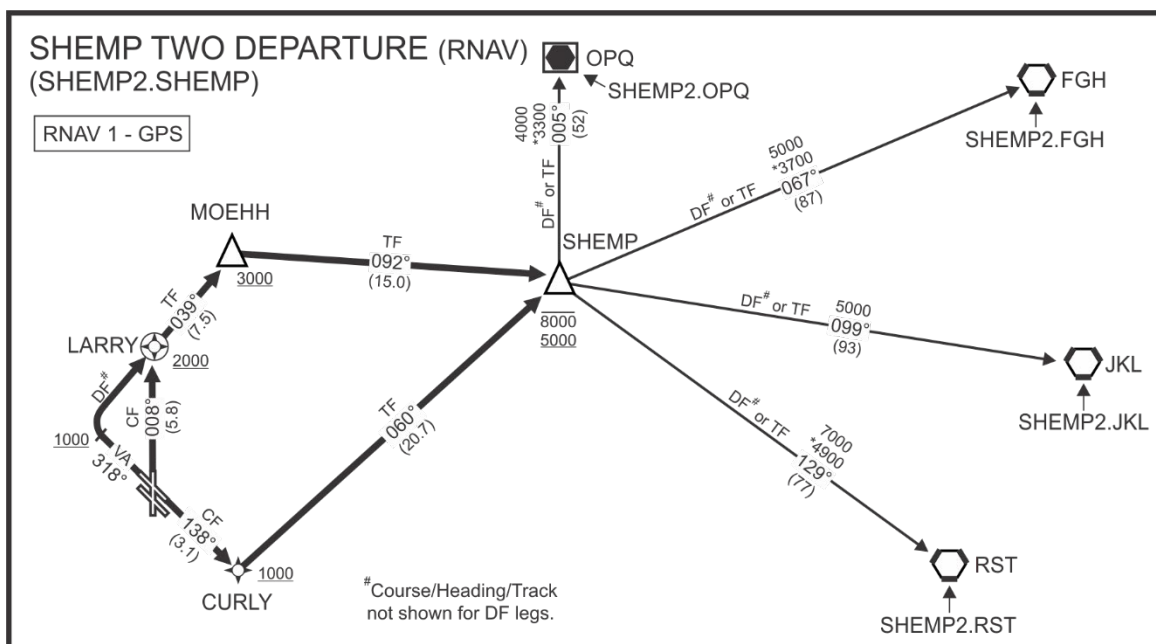 SHEMP TWO DEPARTURE (RNAV)
(SHEMP2.SHEMP)
RNAV 1 - GPS
OPQ
SHEMP2.OPQ
4000
*3300
005°
(52)
DF# or TF
FGH
SHEMP2.FGH
5000
*3700
067°
(87)
DF# or TF
MOEHH
3000
TF
092°
(15.0)
SHEMP
8000
5000
DF# or TF
5000
099°
(93)
JKL
SHEMP2.JKL
TF
039°
(7.5)
LARRY
2000
DF#
CF
008°
(5.8)
1000
VA
318°
CF
138°
(3.1)
TF
060°
(20.7)
1000
CURLY
DF#
or TF
7000
*4900
129°
(77)
RST
SHEMP2.RST
#Course/Heading/Track
not shown for DF legs.